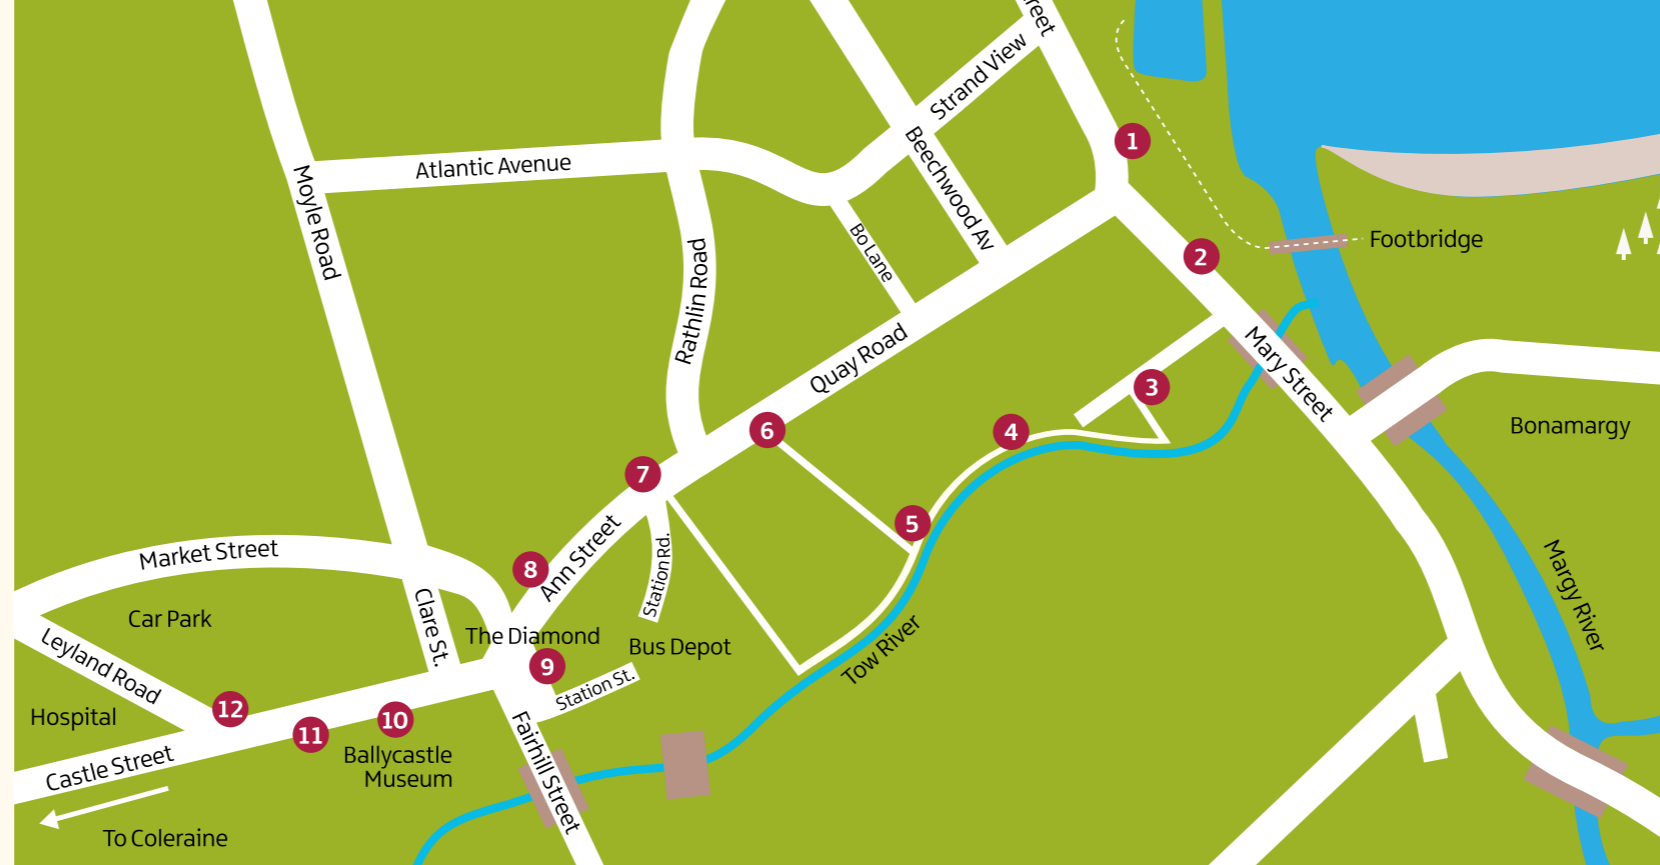 reet
Strand View
1
Atlantic Avenue
Beechwood Av
Moyle Road
Bo Lane
2
Footbridge
Rathlin Road
Quay Road
Mary Street
3
6
4
Bonamargy
7
5
Ann Street
8
Station Rd.
Market Street
Margy River
Car Park
Clare St.
The Diamond
Bus Depot
Tow River
Leyland Road
9
Station St.
12
Hospital
11
10
Ballycastle
Museum
Castle Street
Fairhill Street
To Coleraine